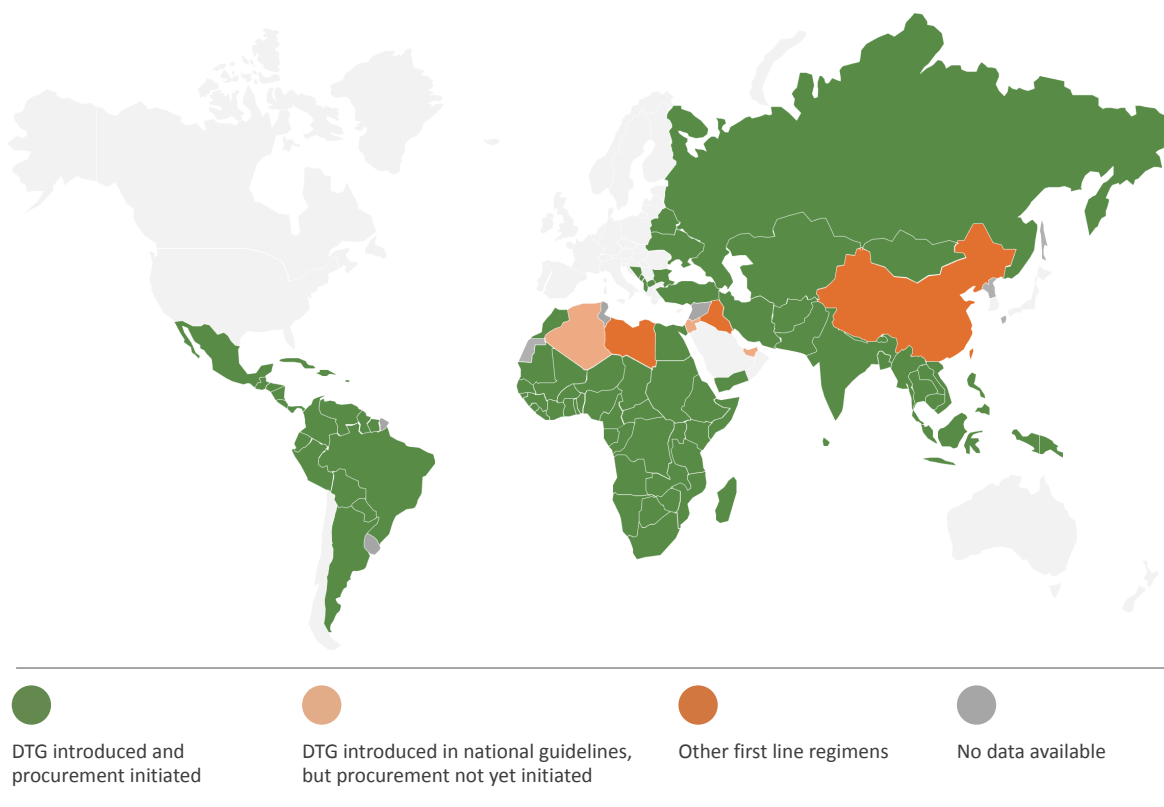 DTG introduced and
procurement initiated
DTG introduced in national guidelines,
but procurement not yet initiated
Other first line regimens
No data available